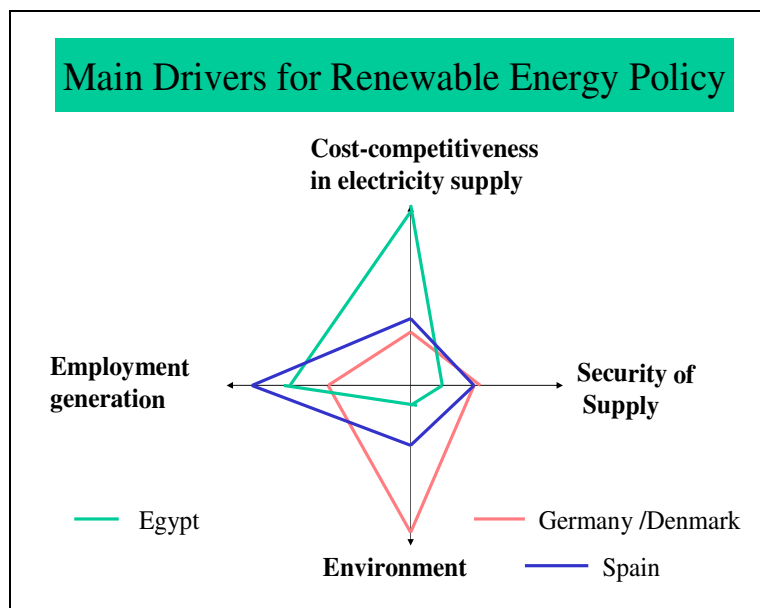 Main Drivers for Renewable Energy Policy
Cost-competitiveness
in electricity supply
Employment
generation
Security of
Supply
Egypt
Germany /Denmark
Environment
Spain